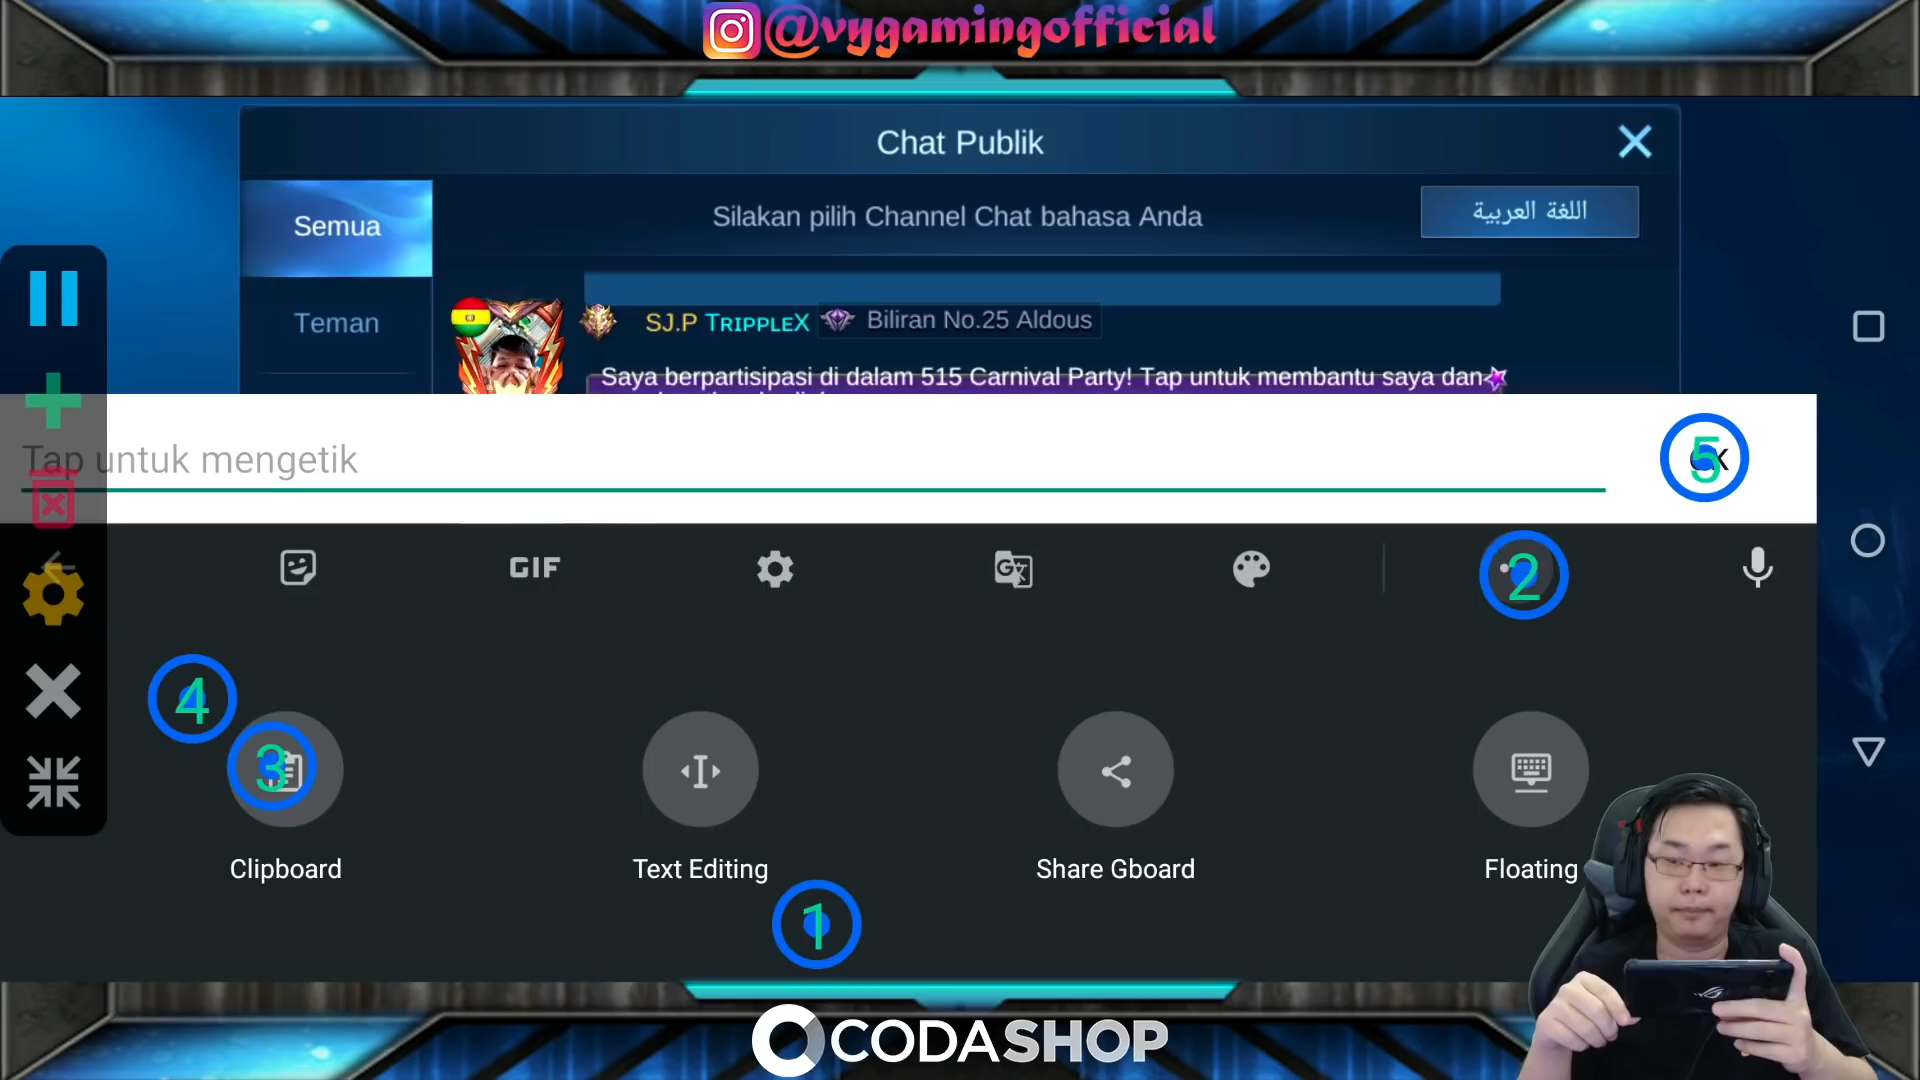 @vygamingofficial
Chat Publik
Semua
Silakan pilih Channel Chat bahasa Anda
اللغة العربية
Teman
SJ.P TRIPPLEX
Biliran No.25 Aldous
Saya berpartisipasi di dalam 515 Carnival Party! Tap untuk membantu saya dan
Tap untuk mengetik
5
GIF
2
4
3
Clipboard
Text Editing
Share Gboard
Floating
1
CODASHOP